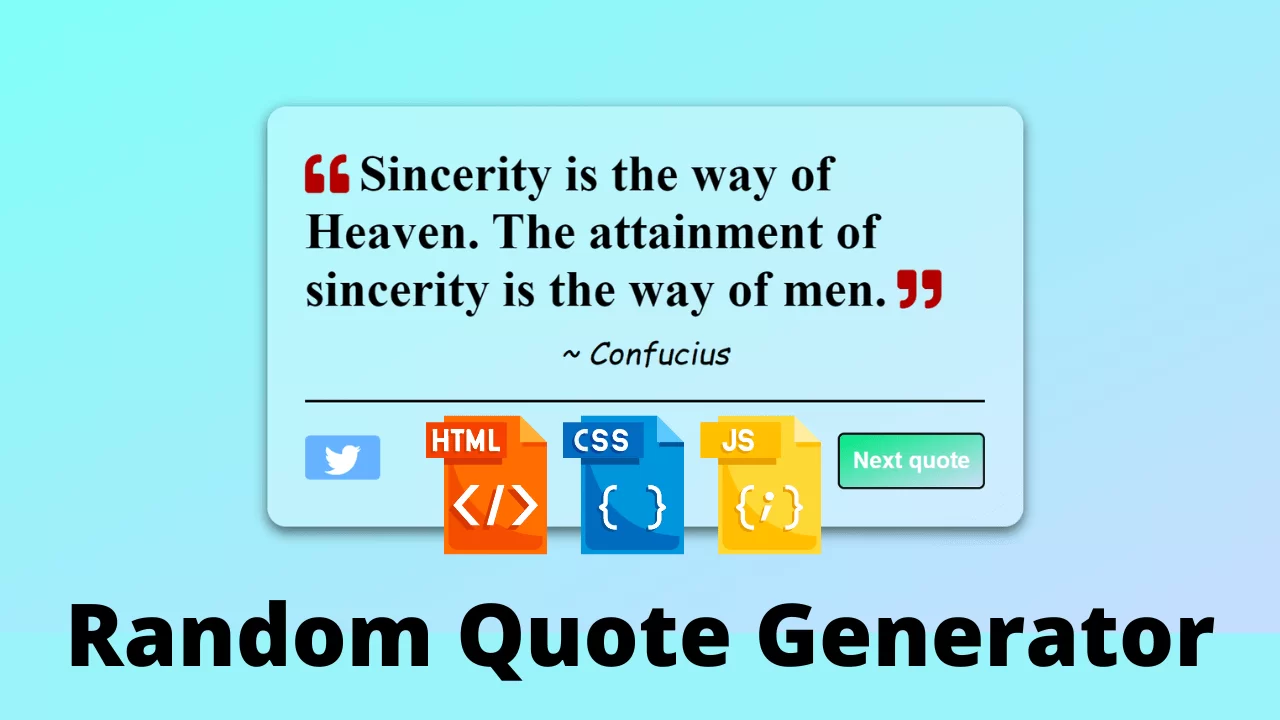 ❝ Sincerity is the way of
Heaven. The attainment of
sincerity is the way of men. ❞
~ Confucius
HTML CSS JS
</> { } {;}
Next quote
Random Quote Generator